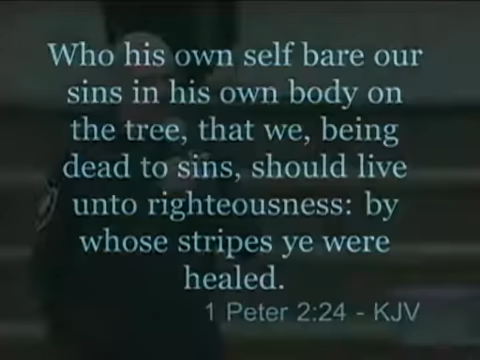 Who his own self bare our
sins in his own body on
the tree, that we, being
dead to sins, should live
unto righteousness: by
whose stripes ye were
healed.
1 Peter 2:24 - KJV